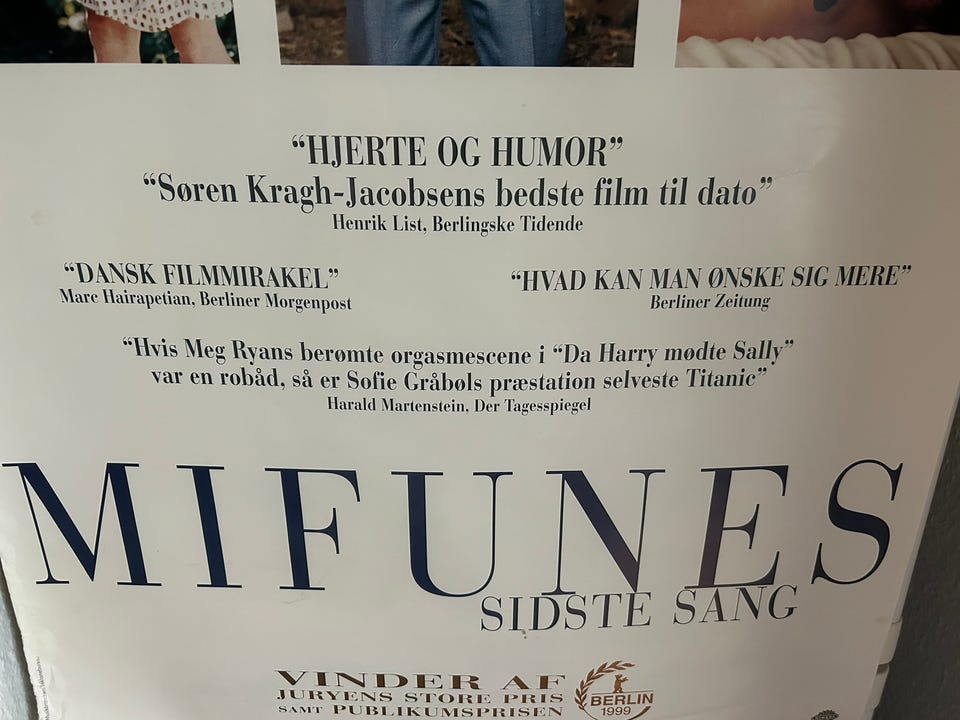 “HJERTE OG HUMOR”
“Søren Kragh-Jacobsens bedste film til dato”
Henrik List, Berlingske Tidende
“DANSK FILMMIRAKEL”
Marc Hairapetian, Berliner Morgenpost
“HVAD KAN MAN ØNSKE SIG MERE”
Berliner Zeitung
“Hvis Meg Ryans berømte orgasmescene i “Da Harry mødte Sally”
var en robåd, så er Sofie Gråbøls præstation selveste Titanic”
Harald Martenstein, Der Tagesspiegel
MIFUNES
SIDSTE SANG
VINDER AF
JURYENS STORE PRIS
SAMT PUBLIKUMSPRISEN
BERLIN
1999